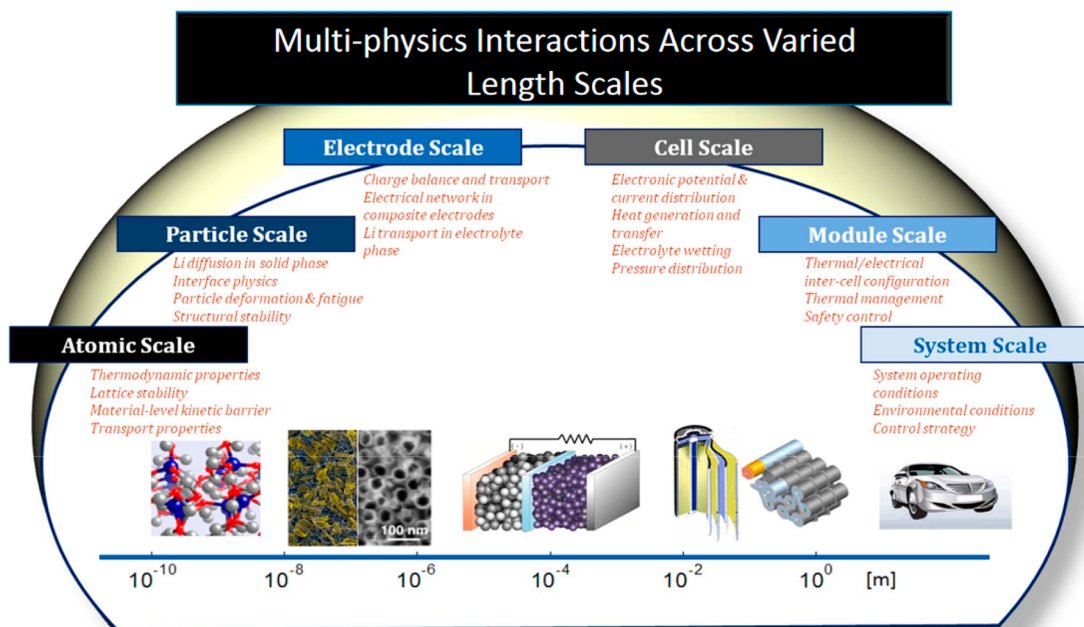 Multi-physics Interactions Across Varied
Length Scales
Electrode Scale
Charge balance and transport
Electrical network in
composite electrodes
Li transport in electrolyte
phase
Cell Scale
Electronic potential &
current distribution
Heat generation and
transfer
Electrolyte wetting
Pressure distribution
Particle Scale
Li diffusion in solid phase
Interface physics
Particle deformation & fatigue
Structural stability
Module Scale
Thermal/electrical
inter-cell configuration
Thermal management
Safety control
Atomic Scale
Thermodynamic properties
Lattice stability
Material-level kinetic barrier
Transport properties
System Scale
System operating
conditions
Environmental conditions
Control strategy
100 nm
(-) (+)
10⁻¹⁰ 10⁻⁸ 10⁻⁶ 10⁻⁴ 10⁻² 10⁰ [m]